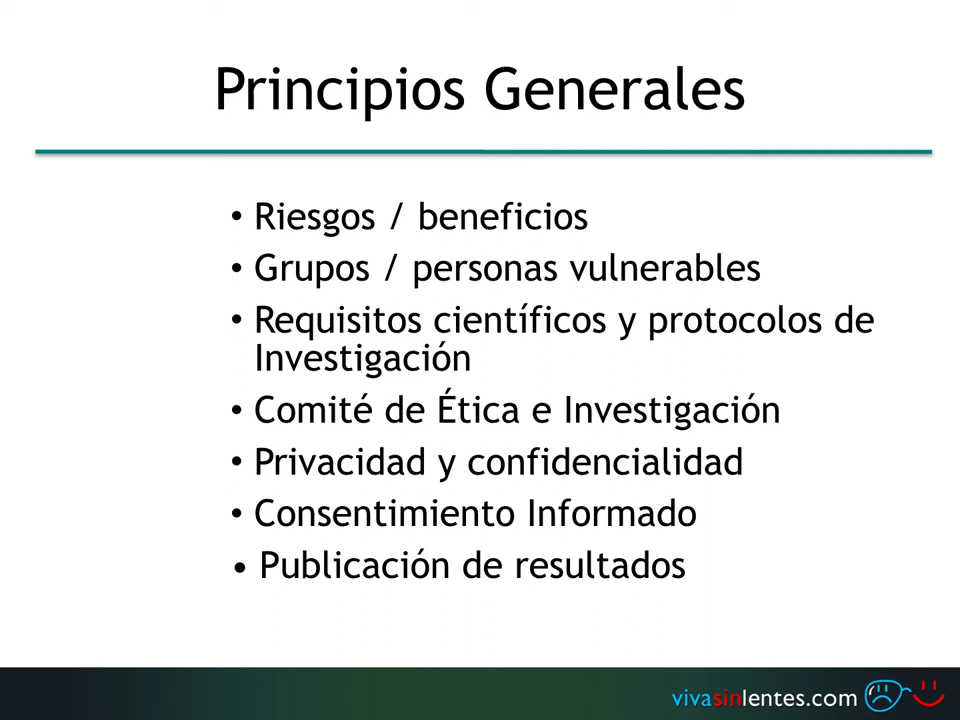 Principios Generales
• Riesgos / beneficios
• Grupos / personas vulnerables
• Requisitos científicos y protocolos de
Investigación
• Comité de Ética e Investigación
• Privacidad y confidencialidad
• Consentimiento Informado
• Publicación de resultados
vivasinlentes.com